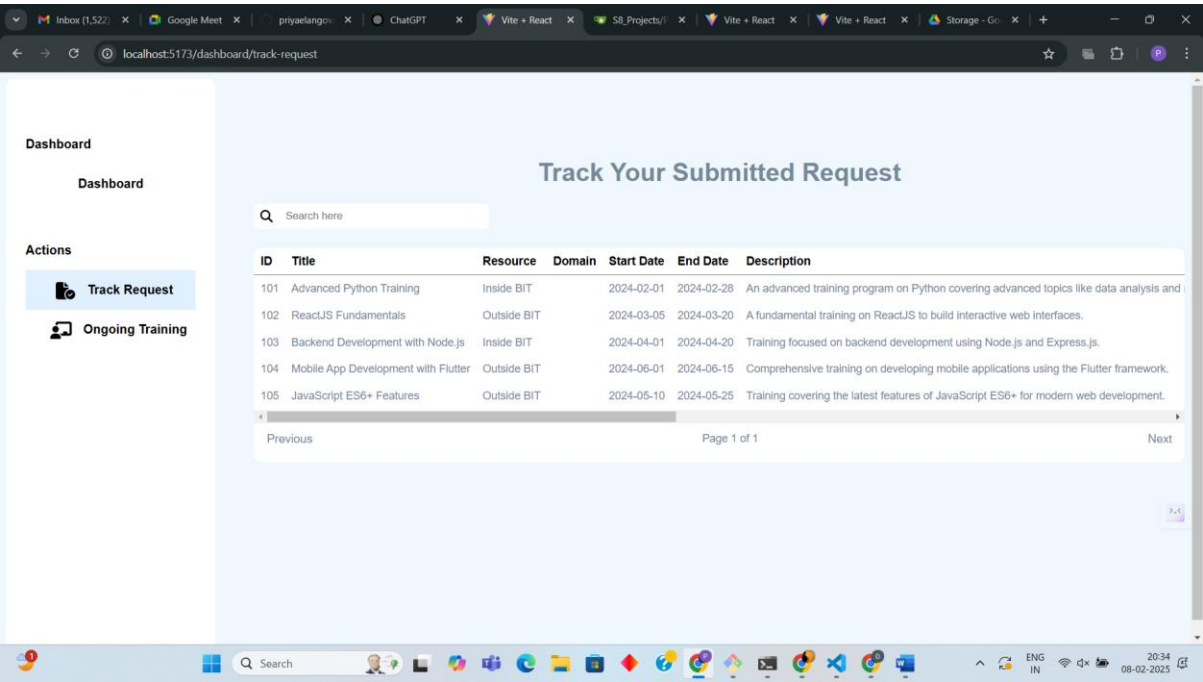 Inbox (1,522) Google Meet priyaelangov ChatGPT Vite + React S8_Projects/ Vite + React Vite + React Storage - Go
localhost:5173/dashboard/track-request P
Dashboard
Dashboard
Actions
Track Request
Ongoing Training
Track Your Submitted Request
Search here
ID Title Resource Domain Start Date End Date Description
101 Advanced Python Training Inside BIT 2024-02-01 2024-02-28 An advanced training program on Python covering advanced topics like data analysis and
102 ReactJS Fundamentals Outside BIT 2024-03-05 2024-03-20 A fundamental training on ReactJS to build interactive web interfaces.
103 Backend Development with Node.js Inside BIT 2024-04-01 2024-04-20 Training focused on backend development using Node.js and Express.js.
104 Mobile App Development with Flutter Outside BIT 2024-06-01 2024-06-15 Comprehensive training on developing mobile applications using the Flutter framework.
105 JavaScript ES6+ Features Outside BIT 2024-05-10 2024-05-25 Training covering the latest features of JavaScript ES6+ for modern web development.
Previous Page 1 of 1 Next
1 Search ENG 20:34
IN 08-02-2025